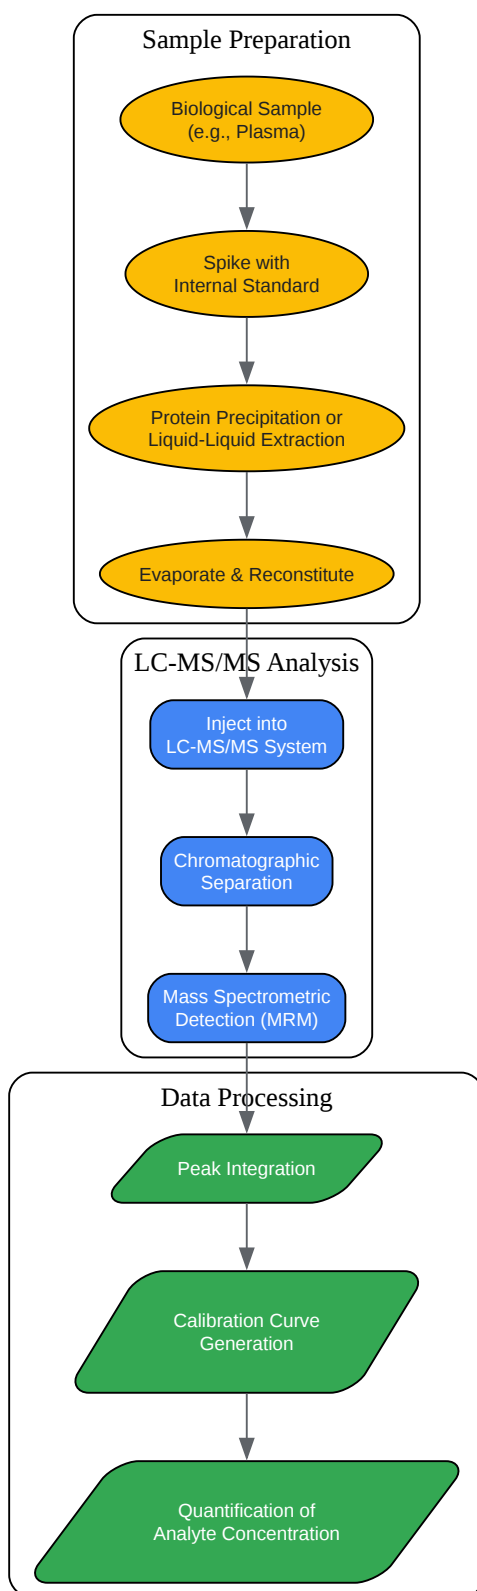 Sample Preparation
Biological Sample
(e.g., Plasma)
Spike with
Internal Standard
Protein Precipitation or
Liquid-Liquid Extraction
Evaporate & Reconstitute
LC-MS/MS Analysis
Inject into
LC-MS/MS System
Chromatographic
Separation
Mass Spectrometric
Detection (MRM)
Data Processing
Peak Integration
Calibration Curve
Generation
Quantification of
Analyte Concentration